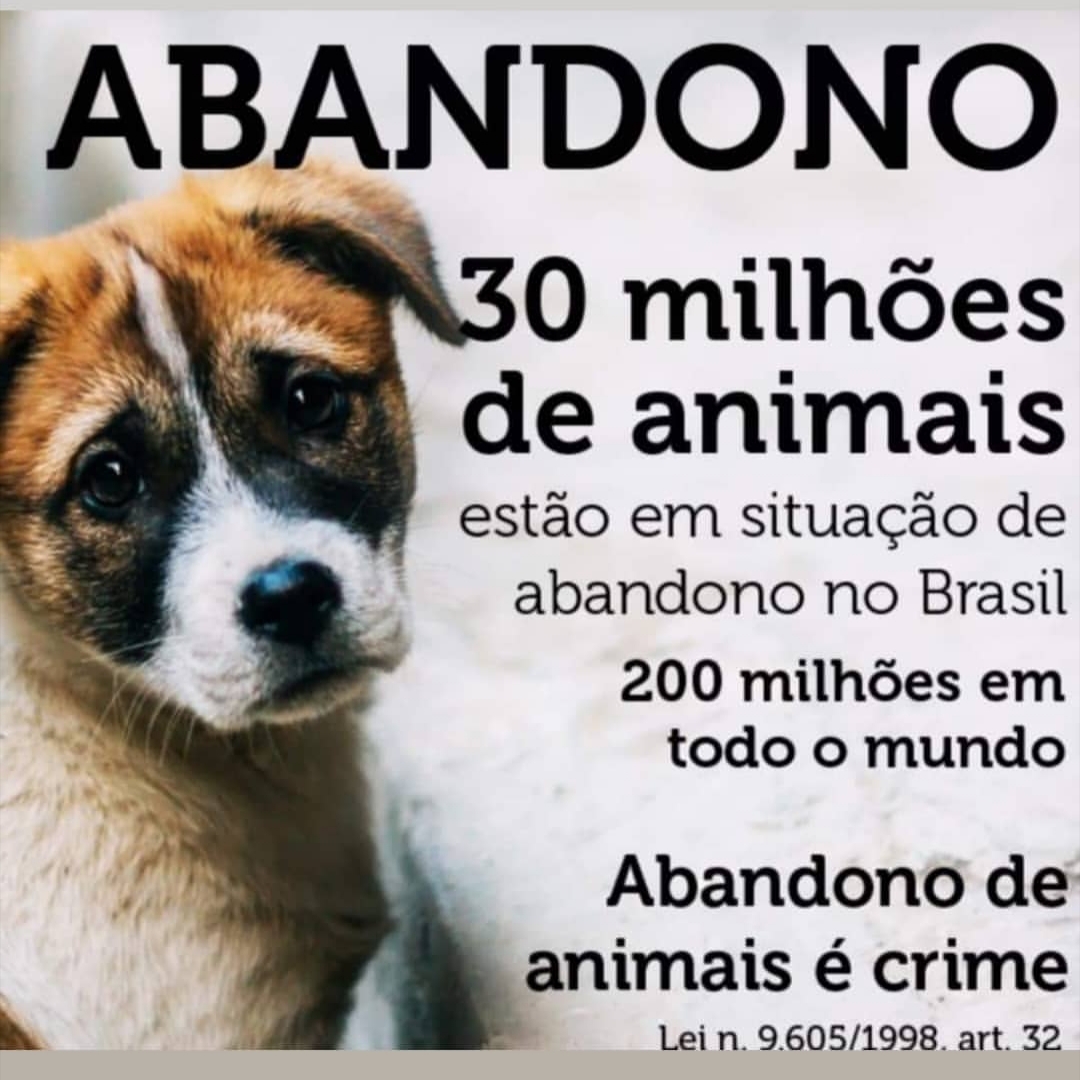 ABANDONO
30 milhões
de animais
estão em situação de
abandono no Brasil
200 milhões em
todo o mundo
Abandono de
animais é crime
Lei n. 9.605/1998, art. 32